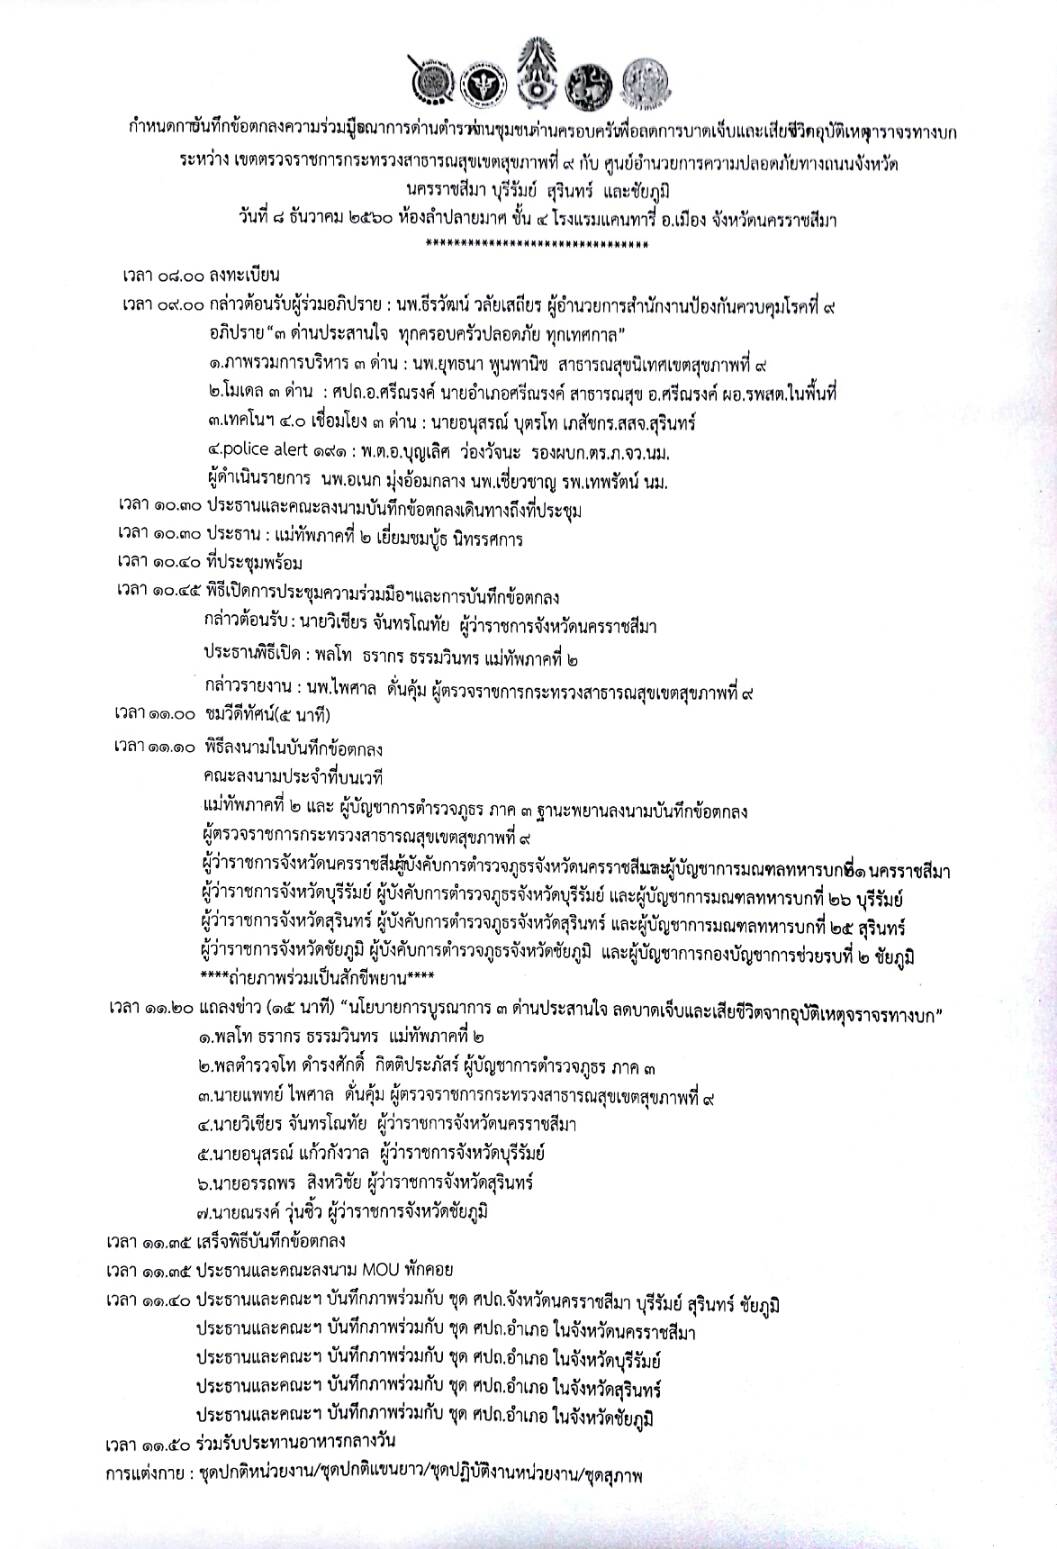 กำหนดการบันทึกข้อตกลงความร่วมมือบูรณาการด่านตำรวจ ด่านชุมชน ด่านครอบครัว เพื่อลดการบาดเจ็บและเสียชีวิตจากอุบัติเหตุจราจรทางบก
ระหว่าง เขตตรวจราชการกระทรวงสาธารณสุขเขตสุขภาพที่ ๙ กับ ศูนย์อำนวยการความปลอดภัยทางถนนจังหวัด
นครราชสีมา บุรีรัมย์ สุรินทร์ และชัยภูมิ
วันที่ ๘ ธันวาคม ๒๕๖๐ ห้องลำปลายมาศ ชั้น ๔ โรงแรมแคนทารี่ อ.เมือง จังหวัดนครราชสีมา
********************************
เวลา ๐๘.๐๐ ลงทะเบียน
เวลา ๐๙.๐๐ กล่าวต้อนรับผู้ร่วมอภิปราย : นพ.ธีรวัฒน์ วลัยเสถียร ผู้อำนวยการสำนักงานป้องกันควบคุมโรคที่ ๙
อภิปราย “๓ ด่านประสานใจ ทุกครอบครัวปลอดภัย ทุกเทศกาล”
๑.ภาพรวมการบริหาร ๓ ด่าน : นพ.ยุทธนา พูนพานิช สาธารณสุขนิเทศเขตสุขภาพที่ ๙
๒.โมเดล ๓ ด่าน : ศปถ.อ.ศรีณรงค์ นายอำเภอศรีณรงค์ สาธารณสุข อ.ศรีณรงค์ ผอ.รพสต.ในพื้นที่
๓.เทคโนฯ ๔.๐ เชื่อมโยง ๓ ด่าน : นายอนุสรณ์ บุตรโท เภสัชกร.สสจ.สุรินทร์
๔.police alert ๑๙๑ : พ.ต.อ.บุญเลิศ ว่องวัจนะ รองผบก.ตร.ภ.จว.นม.
ผู้ดำเนินรายการ นพ.อเนก มุ่งอ้อมกลาง นพ.เชี่ยวชาญ รพ.เทพรัตน์ นม.
เวลา ๑๐.๓๐ ประธานและคณะลงนามบันทึกข้อตกลงเดินทางถึงที่ประชุม
เวลา ๑๐.๓๐ ประธาน : แม่ทัพภาคที่ ๒ เยี่ยมชมบู้ธ นิทรรศการ
เวลา ๑๐.๔๐ ที่ประชุมพร้อม
เวลา ๑๐.๔๕ พิธีเปิดการประชุมความร่วมมือฯและการบันทึกข้อตกลง
กล่าวต้อนรับ : นายวิเชียร จันทรโณทัย ผู้ว่าราชการจังหวัดนครราชสีมา
ประธานพิธีเปิด : พลโท ธรากร ธรรมวินทร แม่ทัพภาคที่ ๒
กล่าวรายงาน : นพ.ไพศาล ดั่นคุ้ม ผู้ตรวจราชการกระทรวงสาธารณสุขเขตสุขภาพที่ ๙
เวลา ๑๑.๐๐ ชมวีดีทัศน์(๕ นาที)
เวลา ๑๑.๑๐ พิธีลงนามในบันทึกข้อตกลง
คณะลงนามประจำที่บนเวที
แม่ทัพภาคที่ ๒ และ ผู้บัญชาการตำรวจภูธร ภาค ๓ ฐานะพยานลงนามบันทึกข้อตกลง
ผู้ตรวจราชการกระทรวงสาธารณสุขเขตสุขภาพที่ ๙
ผู้ว่าราชการจังหวัดนครราชสีมา ผู้บังคับการตำรวจภูธรจังหวัดนครราชสีมา และผู้บัญชาการมณฑลทหารบกที่ ๒๑ นครราชสีมา
ผู้ว่าราชการจังหวัดบุรีรัมย์ ผู้บังคับการตำรวจภูธรจังหวัดบุรีรัมย์ และผู้บัญชาการมณฑลทหารบกที่ ๒๖ บุรีรัมย์
ผู้ว่าราชการจังหวัดสุรินทร์ ผู้บังคับการตำรวจภูธรจังหวัดสุรินทร์ และผู้บัญชาการมณฑลทหารบกที่ ๒๕ สุรินทร์
ผู้ว่าราชการจังหวัดชัยภูมิ ผู้บังคับการตำรวจภูธรจังหวัดชัยภูมิ และผู้บัญชาการกองบัญชาการช่วยรบที่ ๒ ชัยภูมิ
****ถ่ายภาพร่วมเป็นสักขีพยาน****
เวลา ๑๑.๒๐ แถลงข่าว (๑๕ นาที) “นโยบายการบูรณาการ ๓ ด่านประสานใจ ลดบาดเจ็บและเสียชีวิตจากอุบัติเหตุจราจรทางบก”
๑.พลโท ธรากร ธรรมวินทร แม่ทัพภาคที่ ๒
๒.พลตำรวจโท ดำรงศักดิ์ กิตติประภัสร์ ผู้บัญชาการตำรวจภูธร ภาค ๓
๓.นายแพทย์ ไพศาล ดั่นคุ้ม ผู้ตรวจราชการกระทรวงสาธารณสุขเขตสุขภาพที่ ๙
๔.นายวิเชียร จันทรโณทัย ผู้ว่าราชการจังหวัดนครราชสีมา
๕.นายอนุสรณ์ แก้วกังวาล ผู้ว่าราชการจังหวัดบุรีรัมย์
๖.นายอรรถพร สิงหวิชัย ผู้ว่าราชการจังหวัดสุรินทร์
๗.นายณรงค์ วุ่นซิ้ว ผู้ว่าราชการจังหวัดชัยภูมิ
เวลา ๑๑.๓๕ เสร็จพิธีบันทึกข้อตกลง
เวลา ๑๑.๓๕ ประธานและคณะลงนาม MOU พักคอย
เวลา ๑๑.๔๐ ประธานและคณะฯ บันทึกภาพร่วมกับ ชุด ศปถ.จังหวัดนครราชสีมา บุรีรัมย์ สุรินทร์ ชัยภูมิ
ประธานและคณะฯ บันทึกภาพร่วมกับ ชุด ศปถ.อำเภอ ในจังหวัดนครราชสีมา
ประธานและคณะฯ บันทึกภาพร่วมกับ ชุด ศปถ.อำเภอ ในจังหวัดบุรีรัมย์
ประธานและคณะฯ บันทึกภาพร่วมกับ ชุด ศปถ.อำเภอ ในจังหวัดสุรินทร์
ประธานและคณะฯ บันทึกภาพร่วมกับ ชุด ศปถ.อำเภอ ในจังหวัดชัยภูมิ
เวลา ๑๑.๕๐ ร่วมรับประทานอาหารกลางวัน
การแต่งกาย : ชุดปกติหน่วยงาน/ชุดปกติแขนยาว/ชุดปฏิบัติงานหน่วยงาน/ชุดสุภาพ